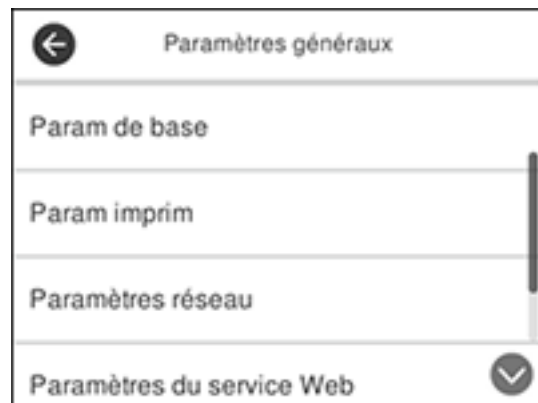 Paramètres généraux
Param de base
Param imprim
Paramètres réseau
Paramètres du service Web